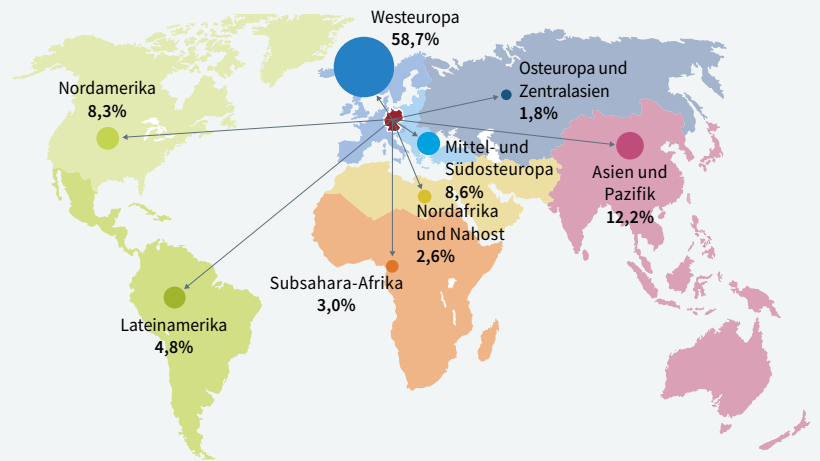 Westeuropa
58,7%
Nordamerika
8,3%
Osteuropa und
Zentralasien
1,8%
Mittel- und
Südosteuropa
8,6%
Asien und
Pazifik
12,2%
Nordafrika
und Nahost
2,6%
Subsahara-Afrika
3,0%
Lateinamerika
4,8%